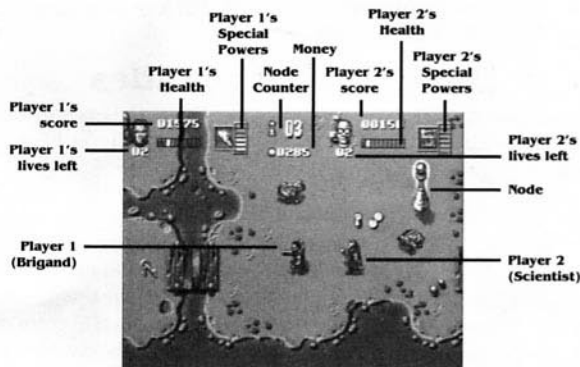 Player 1's
Special
Powers
Player 2's
Health
Player 1's
Health
Node
Counter
Money
Player 2's
score
Player 2's
Special
Powers
Player 1's
score
Player 1's
lives left
01575
02
03
0285
02
Player 2's
lives left
Node
Player 1
(Brigand)
Player 2
(Scientist)